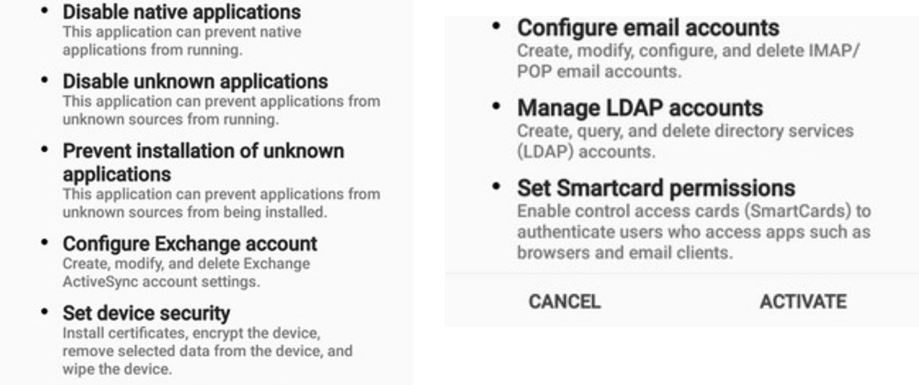 • Disable native applications
This application can prevent native
applications from running.
• Disable unknown applications
This application can prevent applications from
unknown sources from running.
• Prevent installation of unknown
applications
This application can prevent applications from
unknown sources from being installed.
• Configure Exchange account
Create, modify, and delete Exchange
ActiveSync account settings.
• Set device security
Install certificates, encrypt the device,
remove selected data from the device, and
wipe the device.
• Configure email accounts
Create, modify, configure, and delete IMAP/
POP email accounts.
• Manage LDAP accounts
Create, query, and delete directory services
(LDAP) accounts.
• Set Smartcard permissions
Enable control access cards (SmartCards) to
authenticate users who access apps such as
browsers and email clients.
CANCEL ACTIVATE